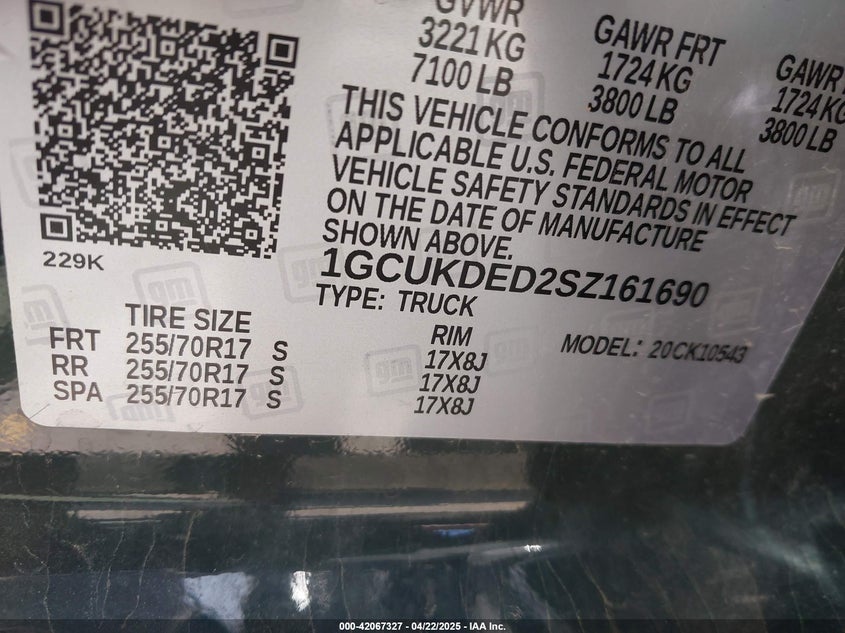 GVWR
3221 KG
7100 LB
GAWR FRT
1724 KG
3800 LB
GAWR
1724 KG
3800 LB
THIS VEHICLE CONFORMS TO ALL
APPLICABLE U.S. FEDERAL MOTOR
VEHICLE SAFETY STANDARDS IN EFFECT
ON THE DATE OF MANUFACTURE
SHOWN ABOVE.
1GCUKDED2SZ161690
TYPE: TRUCK
229K
TIRE SIZE
RIM
MODEL: 20CK10543
FRT 255/70R17 S 17X8J
RR 255/70R17 S 17X8J
SPA 255/70R17 S 17X8J
gm
000-42067327 - 04/22/2025 - IAA Inc.